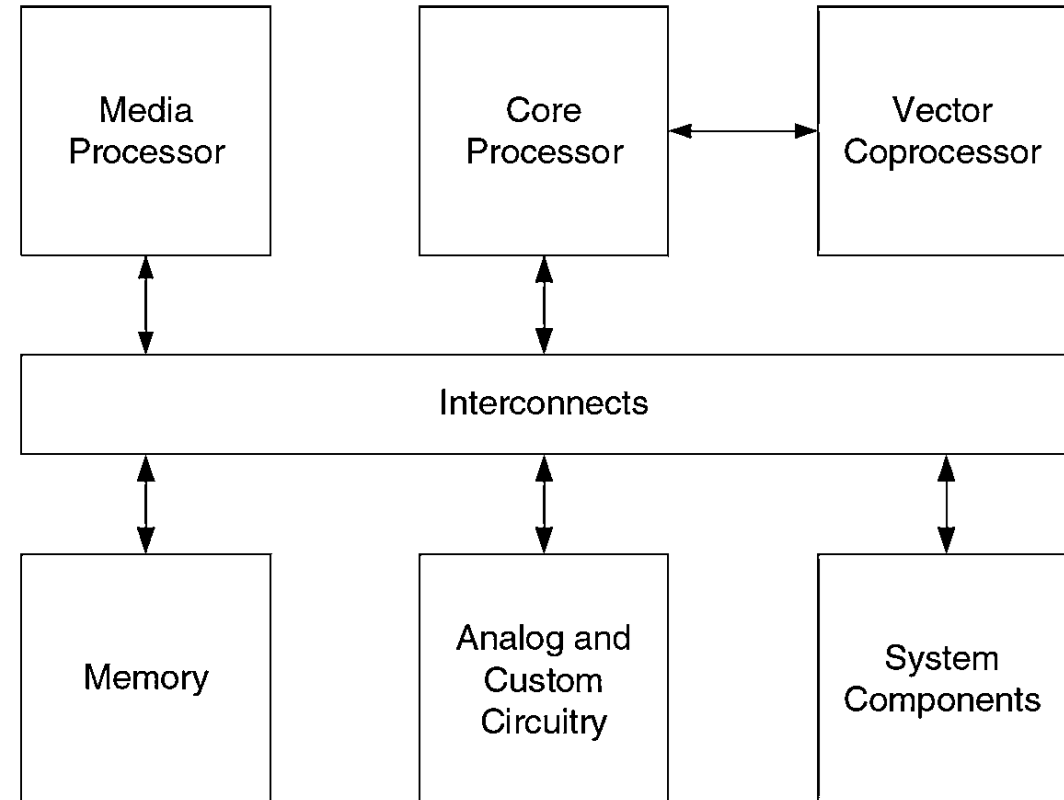 Media
Processor
Core
Processor
Vector
Coprocessor
Interconnects
Memory
Analog and
Custom
Circuitry
System
Components